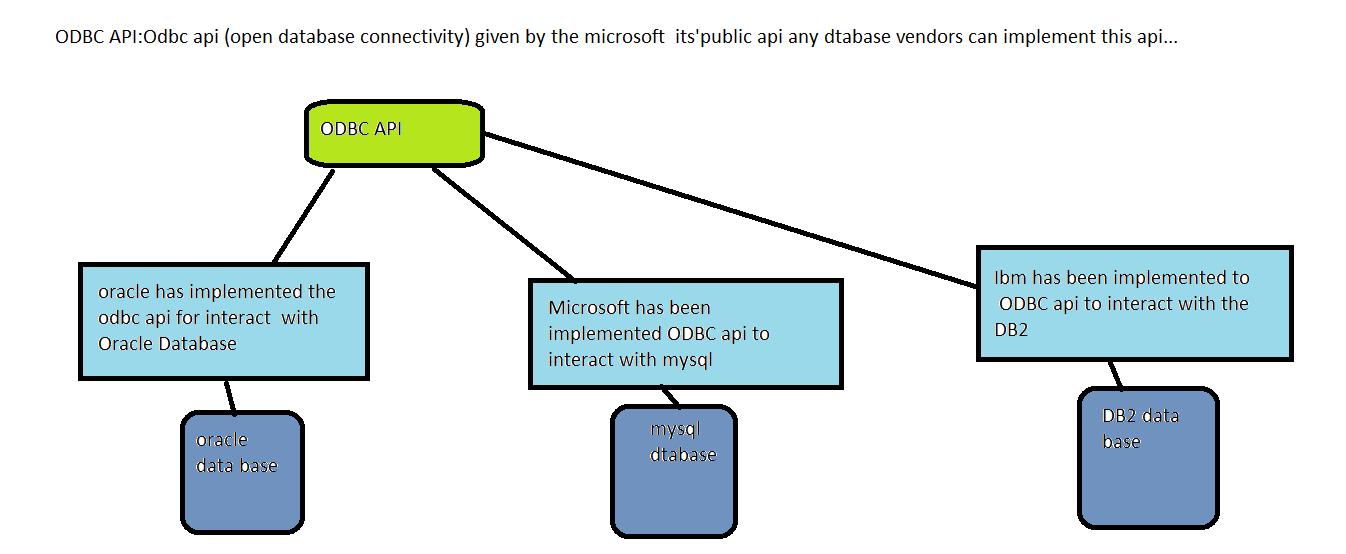 ODBC API:Odbc api (open database connectivity) given by the microsoft  its'public api any dtabase vendors can implement this api...
ODBC API
oracle has implemented the
odbc api for interact  with
Oracle Database
Microsoft has been
implemented ODBC api to
interact with mysql
Ibm has been implemented to
ODBC api to interact with the
DB2
oracle
data base
mysql
dtabase
DB2 data
base